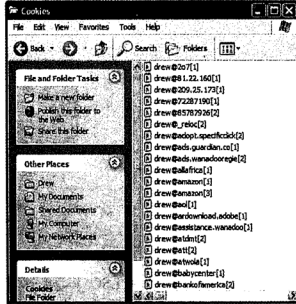 Cookies
File Edit View Favorites Tools Help
Back Search Folders
File and Folder Tasks
Make a new folder
Publish this folder to
the Web
Share this folder
Other Places
Drew
My Documents
Shared Documents
My Computer
My Network Places
Details
Cookies
File Folder
drew@2o7[1]
drew@81.22.160[1]
drew@209.25.173[1]
drew@72287190[1]
drew@85787926[2]
drew@_reloc[2]
drew@adopt.specificclick[2]
drew@ads.guardian.co[1]
drew@ads.wanadooregie[2]
drew@allafrica[1]
drew@amazon[1]
drew@amazon[3]
drew@aol[1]
drew@ardownload.adobe[1]
drew@assistance.wanadoo[1]
drew@atdmt[2]
drew@att[2]
drew@atwola[1]
drew@babycenter[1]
drew@bankofamerica[2]